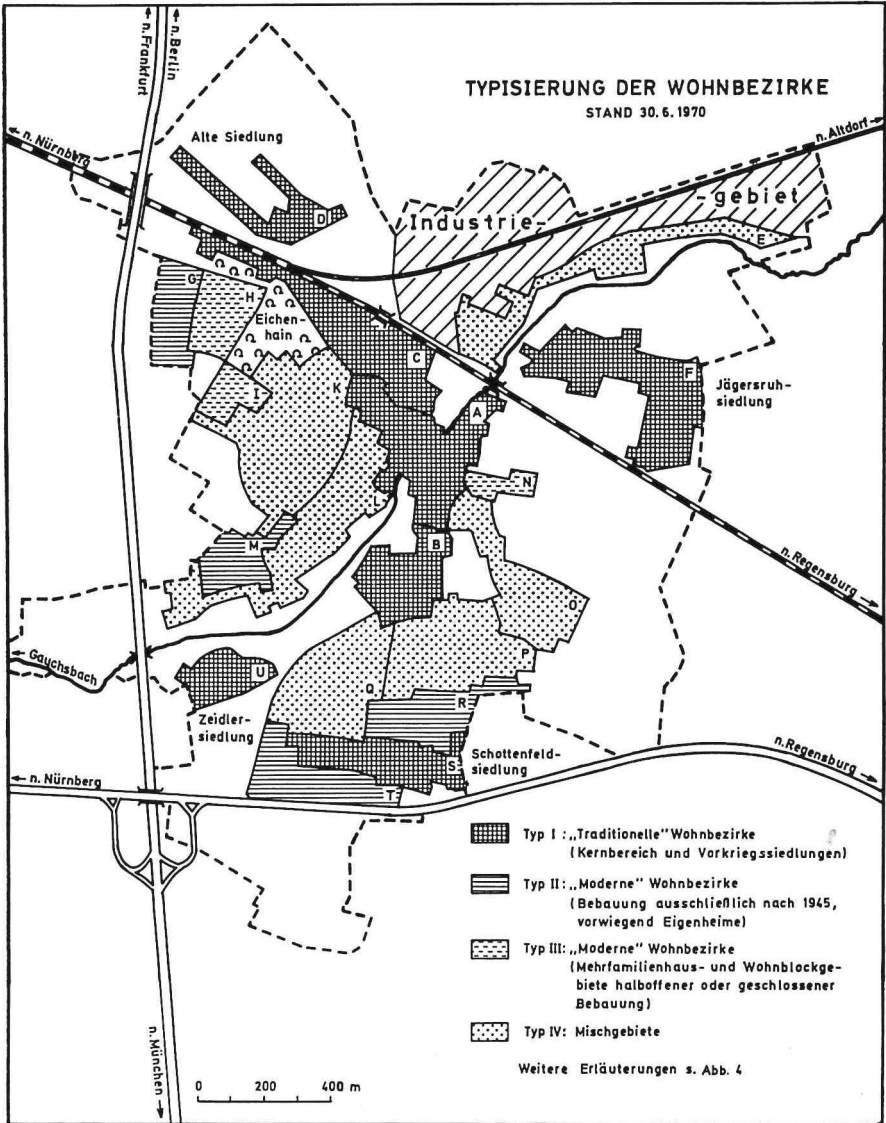 n. Frankfurt
n. Berlin
TYPISIERUNG DER WOHNBEZIRKE
STAND 30.6.1970
n. Nürnberg
Alte Siedlung
n. Altdorf
D
Industrie-
-gebiet
E
G
H
Eichen-
hain
C
F
Jägersruh-
siedlung
K
I
A
N
L
M
B
n. Regensburg
O
Gauchsbach
P
U
Q
R
Zeidler-
siedlung
Schottenfeld-
siedlung
S
n. Regensburg
n. Nürnberg
T
Typ I: „Traditionelle" Wohnbezirke
(Kernbereich und Vorkriegssiedlungen)
Typ II: „Moderne" Wohnbezirke
(Bebauung ausschließlich nach 1945,
vorwiegend Eigenheime)
Typ III: „Moderne" Wohnbezirke
(Mehrfamilienhaus- und Wohnblockge-
biete halboffener oder geschlossener
Bebauung)
Typ IV: Mischgebiete
Weitere Erläuterungen s. Abb. 4
n. München
0 200 400 m